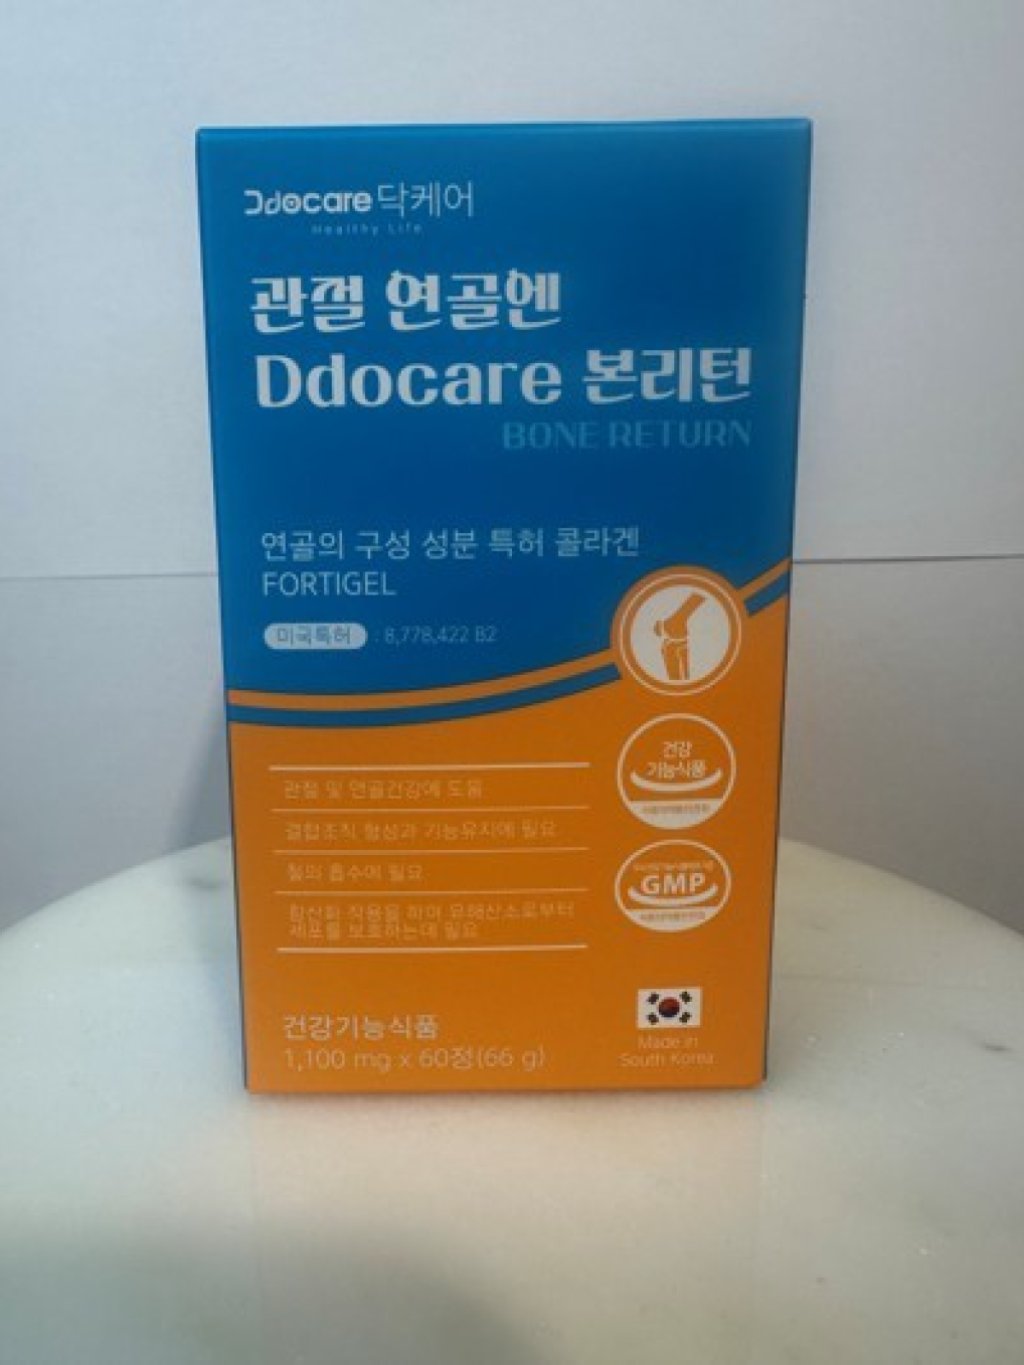 Ddocare 닥케어
Healthy Life
관절 연골엔
Ddocare 본리턴
BONE RETURN
연골의 구성 성분 특허 콜라겐
FORTIGEL
미국특허 : 8,778,422 B2
건강
기능식품
관절 및 연골건강에 도움
결합조직 형성과 기능유지에 필요
철의 흡수에 필요
GMP
항산화 작용을 하여 유해산소로부터
세포를 보호하는데 필요
건강기능식품
1,100 mg x 60정(66 g)
Made in
South Korea